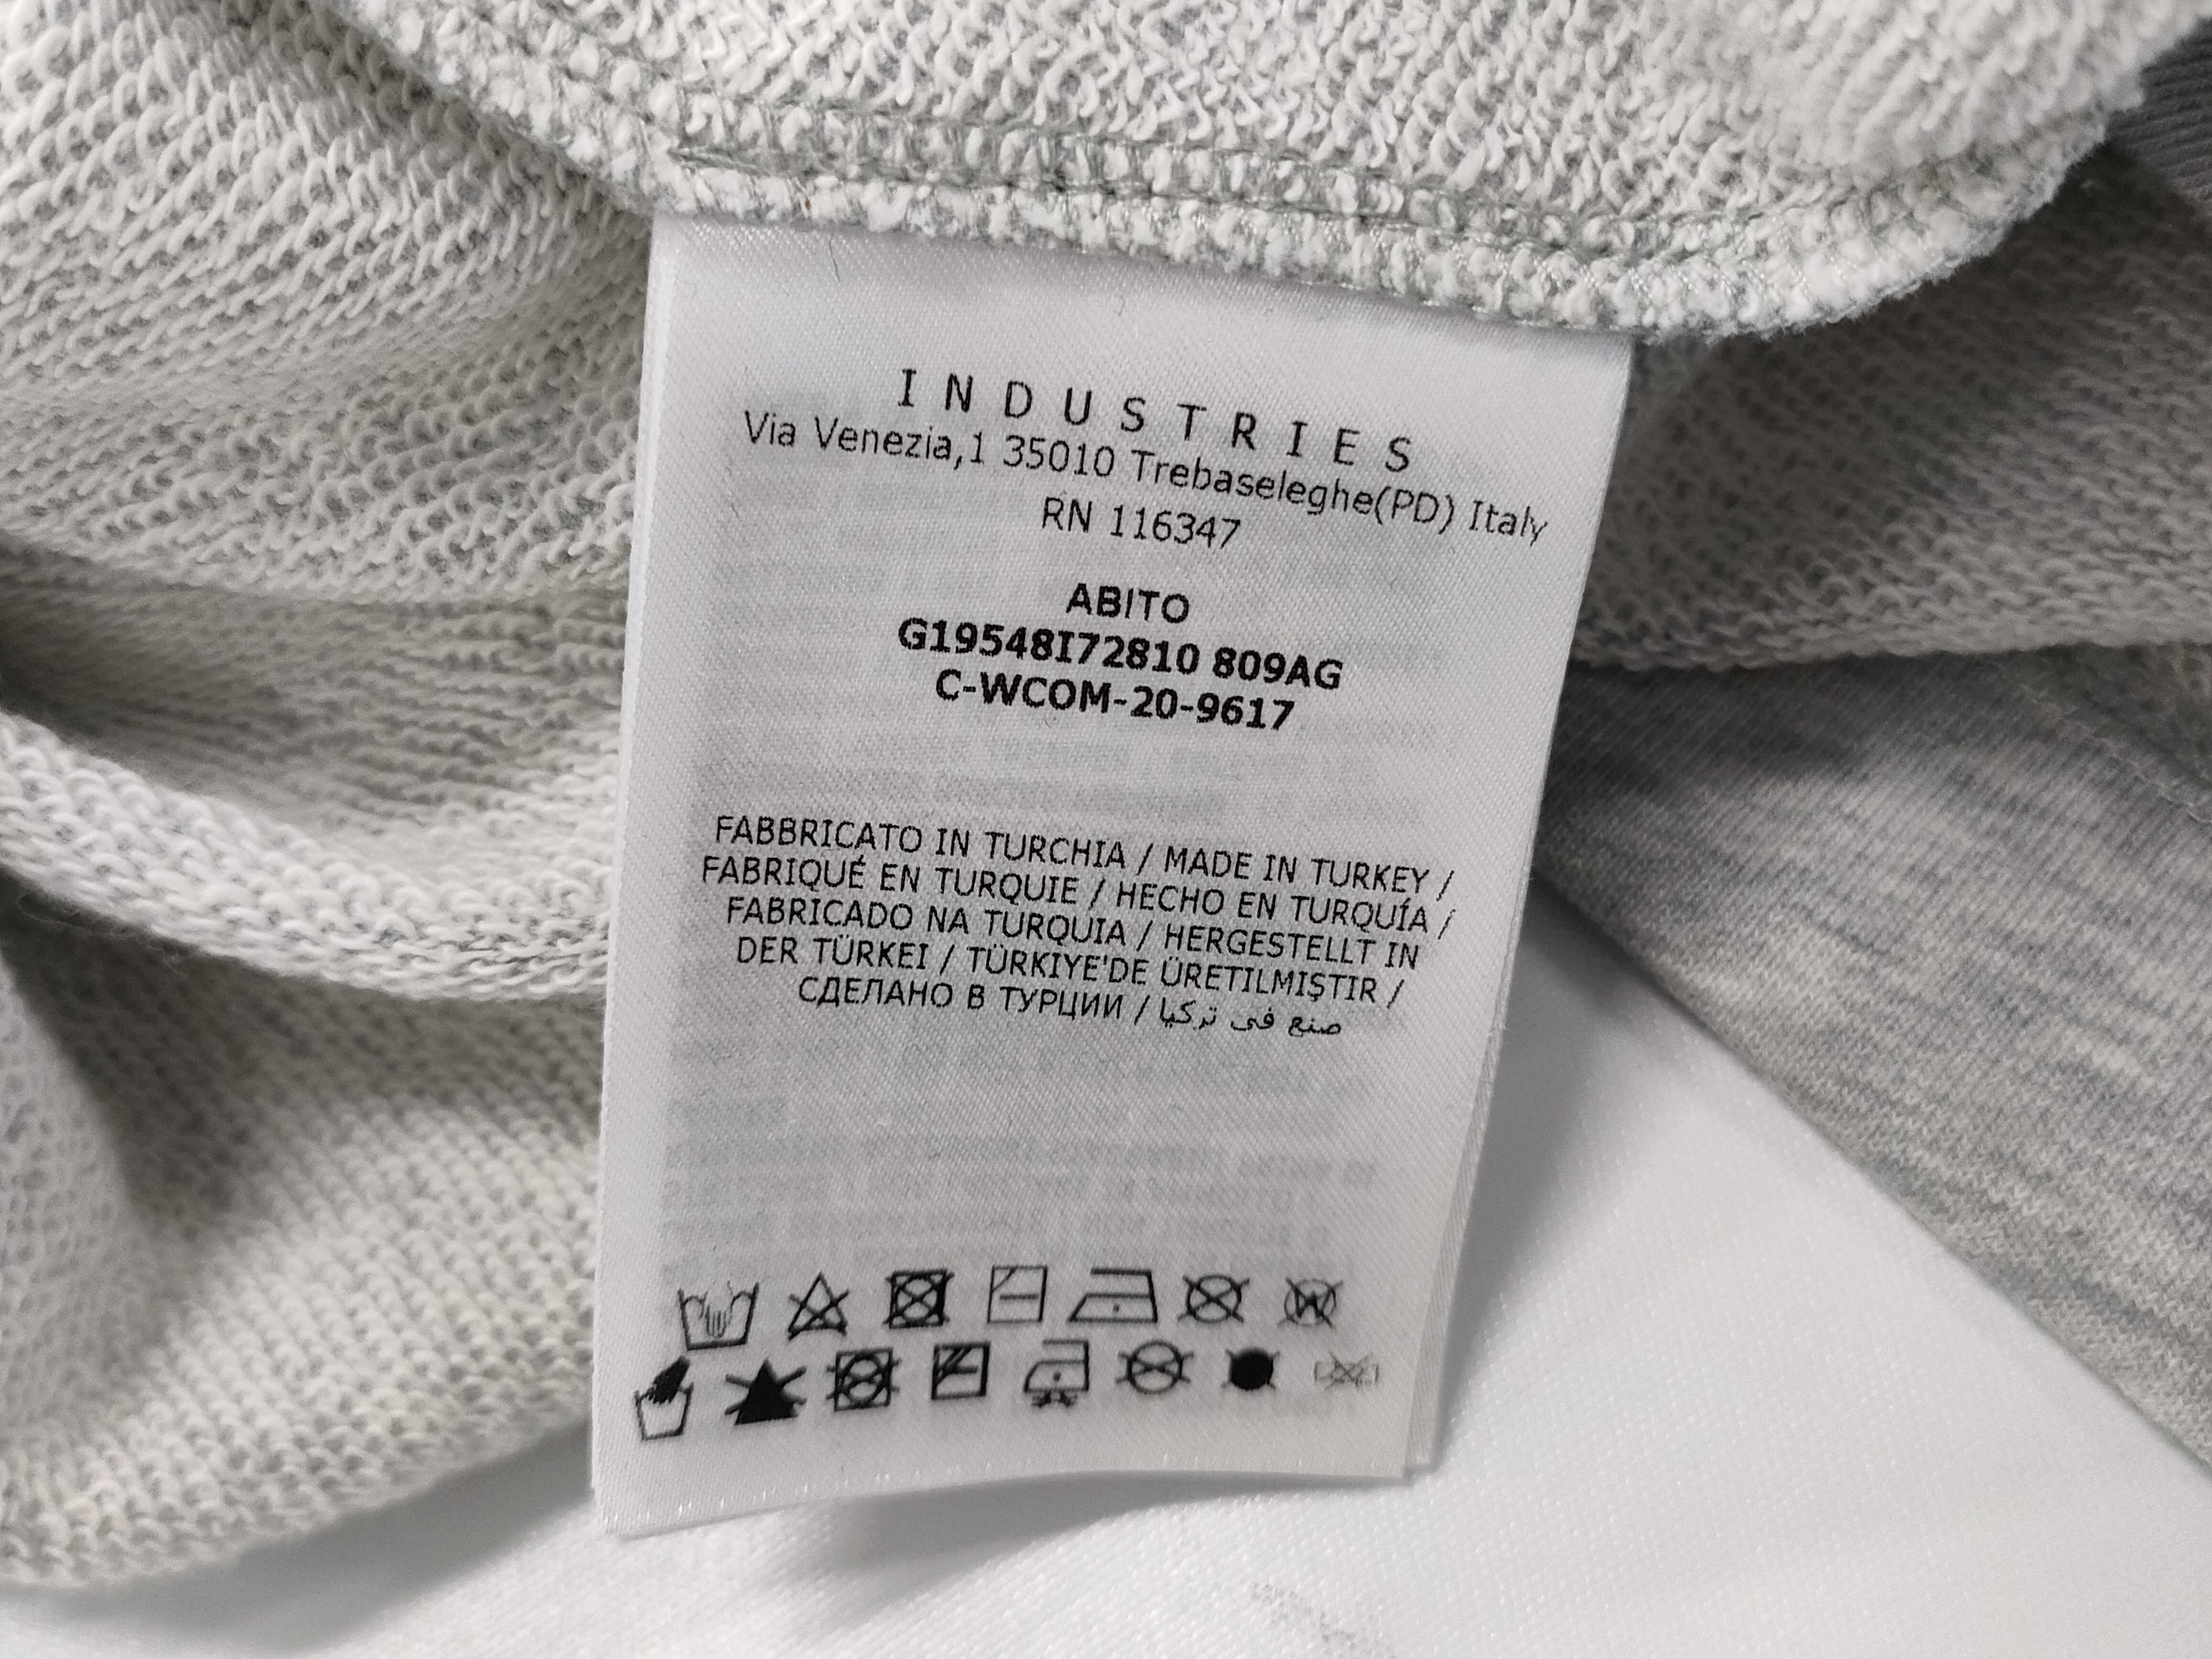 INDUSTRIES
Via Venezia,1 35010 Trebaseleghe(PD) Italy
RN 116347
ABITO
G19548I72810 809AG
C-WCOM-20-9617
FABBRICATO IN TURCHIA / MADE IN TURKEY /
FABRIQUÉ EN TURQUIE / HECHO EN TURQUÍA /
FABRICADO NA TURQUIA / HERGESTELLT IN
DER TÜRKEI / TÜRKIYE'DE ÜRETILMIŞTIR /
СДЕЛАНО В ТУРЦИИ / صنع فى تركيا
W